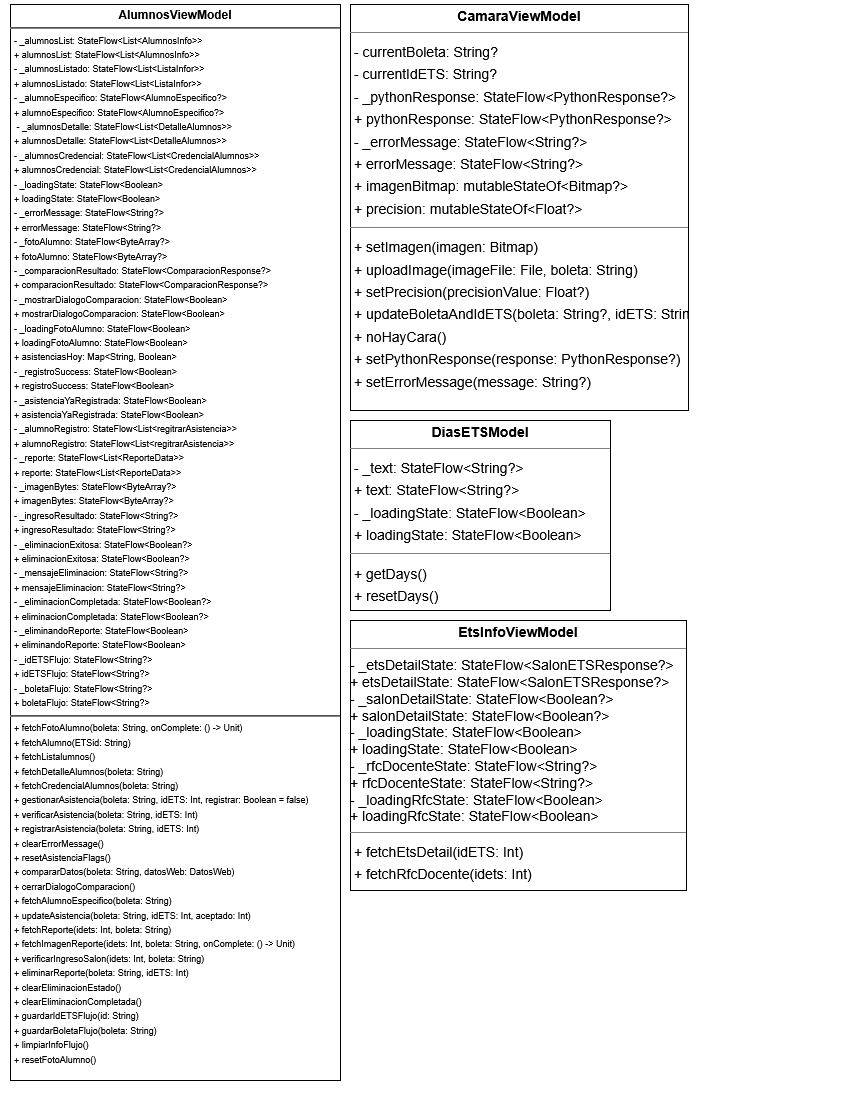 AlumnosViewModel
- _alumnosList: StateFlow<List<AlumnosInfo>>
+ alumnosList: StateFlow<List<AlumnosInfo>>
- _alumnosListado: StateFlow<List<ListaInfor>>
+ alumnosListado: StateFlow<List<ListaInfor>>
- _alumnoEspecifico: StateFlow<AlumnoEspecifico?>
+ alumnoEspecifico: StateFlow<AlumnoEspecifico?>
- _alumnosDetalle: StateFlow<List<DetalleAlumnos>>
+ alumnosDetalle: StateFlow<List<DetalleAlumnos>>
- _alumnosCredencial: StateFlow<List<CredencialAlumnos>>
+ alumnosCredencial: StateFlow<List<CredencialAlumnos>>
- _loadingState: StateFlow<Boolean>
+ loadingState: StateFlow<Boolean>
- _errorMessage: StateFlow<String?>
+ errorMessage: StateFlow<String?>
- _fotoAlumno: StateFlow<ByteArray?>
+ fotoAlumno: StateFlow<ByteArray?>
- _comparacionResultado: StateFlow<ComparacionResponse?>
+ comparacionResultado: StateFlow<ComparacionResponse?>
- _mostrarDialogoComparacion: StateFlow<Boolean>
+ mostrarDialogoComparacion: StateFlow<Boolean>
- _loadingFotoAlumno: StateFlow<Boolean>
+ loadingFotoAlumno: StateFlow<Boolean>
+ asistenciasHoy: Map<String, Boolean>
- _registroSuccess: StateFlow<Boolean>
+ registroSuccess: StateFlow<Boolean>
- _asistenciaYaRegistrada: StateFlow<Boolean>
+ asistenciaYaRegistrada: StateFlow<Boolean>
- _alumnoRegistro: StateFlow<List<regitrarAsistencia>>
+ alumnoRegistro: StateFlow<List<regitrarAsistencia>>
- _reporte: StateFlow<List<ReporteData>>
+ reporte: StateFlow<List<ReporteData>>
- _imagenBytes: StateFlow<ByteArray?>
+ imagenBytes: StateFlow<ByteArray?>
- _ingresoResultado: StateFlow<String?>
+ ingresoResultado: StateFlow<String?>
- _eliminacionExitosa: StateFlow<Boolean?>
+ eliminacionExitosa: StateFlow<Boolean?>
- _mensajeEliminacion: StateFlow<String?>
+ mensajeEliminacion: StateFlow<String?>
- _eliminacionCompletada: StateFlow<Boolean?>
+ eliminacionCompletada: StateFlow<Boolean?>
- _eliminandoReporte: StateFlow<Boolean>
+ eliminandoReporte: StateFlow<Boolean>
- _idETSFlujo: StateFlow<String?>
+ idETSFlujo: StateFlow<String?>
- _boletaFlujo: StateFlow<String?>
+ boletaFlujo: StateFlow<String?>
+ fetchFotoAlumno(boleta: String, onComplete: () -> Unit)
+ fetchAlumno(ETSid: String)
+ fetchListalumnos()
+ fetchDetalleAlumnos(boleta: String)
+ fetchCredencialAlumnos(boleta: String)
+ gestionarAsistencia(boleta: String, idETS: Int, registrar: Boolean = false)
+ verificarAsistencia(boleta: String, idETS: Int)
+ registrarAsistencia(boleta: String, idETS: Int)
+ clearErrorMessage()
+ resetAsistenciaFlags()
+ compararDatos(boleta: String, datosWeb: DatosWeb)
+ cerrarDialogoComparacion()
+ fetchAlumnoEspecifico(boleta: String)
+ updateAsistencia(boleta: String, idETS: Int, aceptado: Int)
+ fetchReporte(idets: Int, boleta: String)
+ fetchImagenReporte(idets: Int, boleta: String, onComplete: () -> Unit)
+ verificarIngresoSalon(idets: Int, boleta: String)
+ eliminarReporte(boleta: String, idETS: Int)
+ clearEliminacionEstado()
+ clearEliminacionCompletada()
+ guardarIdETSFlujo(id: String)
+ guardarBoletaFlujo(boleta: String)
+ limpiarInfoFlujo()
+ resetFotoAlumno()
CamaraViewModel
- currentBoleta: String?
- currentIdETS: String?
- _pythonResponse: StateFlow<PythonResponse?>
+ pythonResponse: StateFlow<PythonResponse?>
- _errorMessage: StateFlow<String?>
+ errorMessage: StateFlow<String?>
+ imagenBitmap: mutableStateOf<Bitmap?>
+ precision: mutableStateOf<Float?>
+ setImagen(imagen: Bitmap)
+ uploadImage(imageFile: File, boleta: String)
+ setPrecision(precisionValue: Float?)
+ updateBoletaAndIdETS(boleta: String?, idETS: Strin
+ noHayCara()
+ setPythonResponse(response: PythonResponse?)
+ setErrorMessage(message: String?)
DiasETSModel
- _text: StateFlow<String?>
+ text: StateFlow<String?>
- _loadingState: StateFlow<Boolean>
+ loadingState: StateFlow<Boolean>
+ getDays()
+ resetDays()
EtsInfoViewModel
- _etsDetailState: StateFlow<SalonETSResponse?>
+ etsDetailState: StateFlow<SalonETSResponse?>
- _salonDetailState: StateFlow<Boolean?>
+ salonDetailState: StateFlow<Boolean?>
- _loadingState: StateFlow<Boolean>
+ loadingState: StateFlow<Boolean>
- _rfcDocenteState: StateFlow<String?>
+ rfcDocenteState: StateFlow<String?>
- _loadingRfcState: StateFlow<Boolean>
+ loadingRfcState: StateFlow<Boolean>
+ fetchEtsDetail(idETS: Int)
+ fetchRfcDocente(idets: Int)